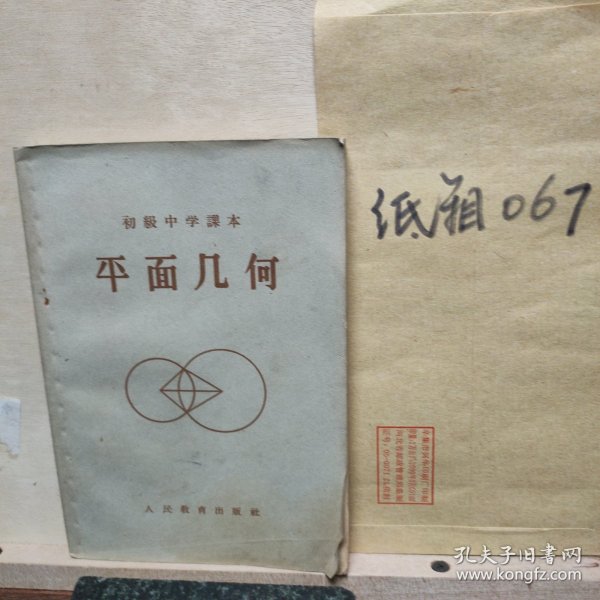 初級中学課本
平面几何
人民教育出版社
纸箱067
孔夫子旧书网
www.kongfz.com